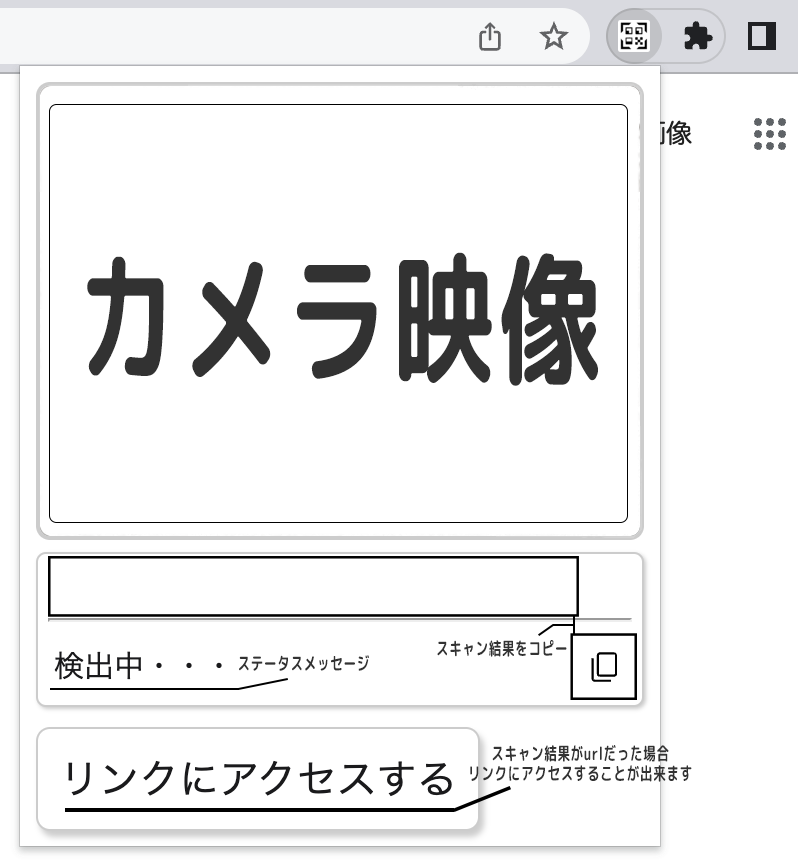 画像
カメラ映像
スキャン結果をコピー
検出中・・・
ステータスメッセージ
リンクにアクセスする
スキャン結果がurlだった場合
リンクにアクセスすることが出来ます